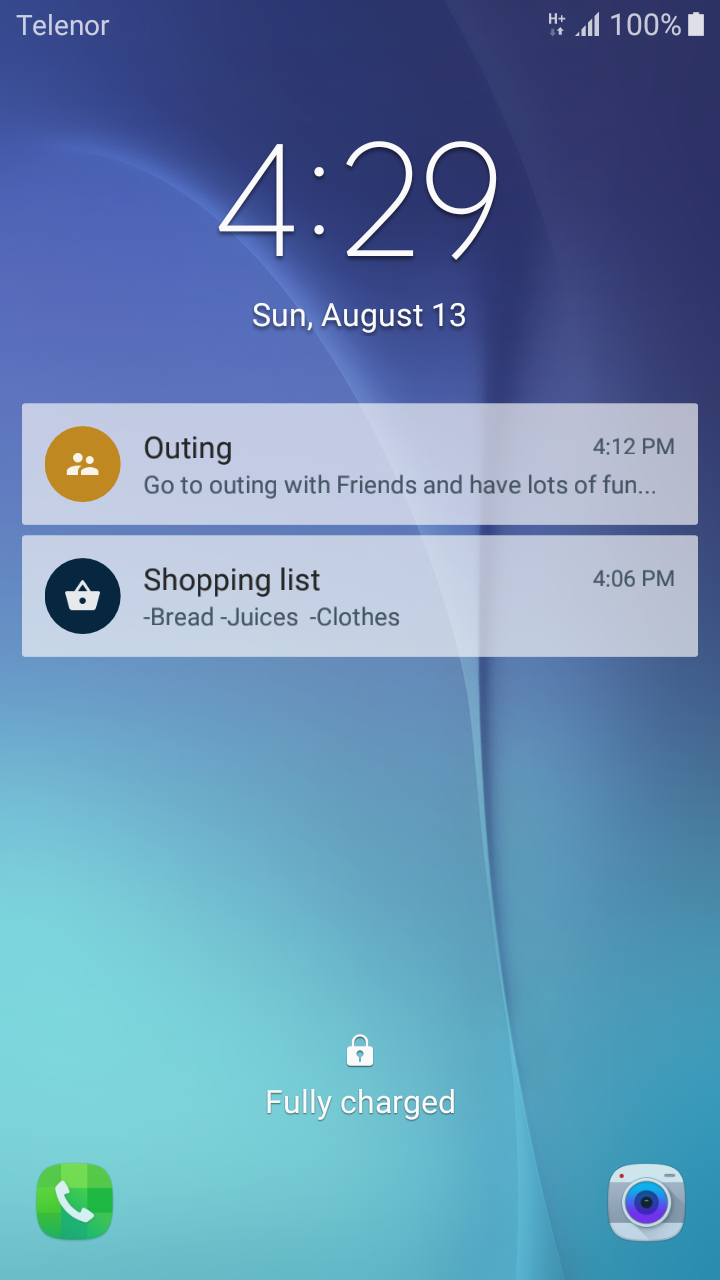 Telenor H+ 100%
4:29
Sun, August 13
Outing 4:12 PM
Go to outing with Friends and have lots of fun...
Shopping list 4:06 PM
-Bread -Juices  -Clothes
Fully charged